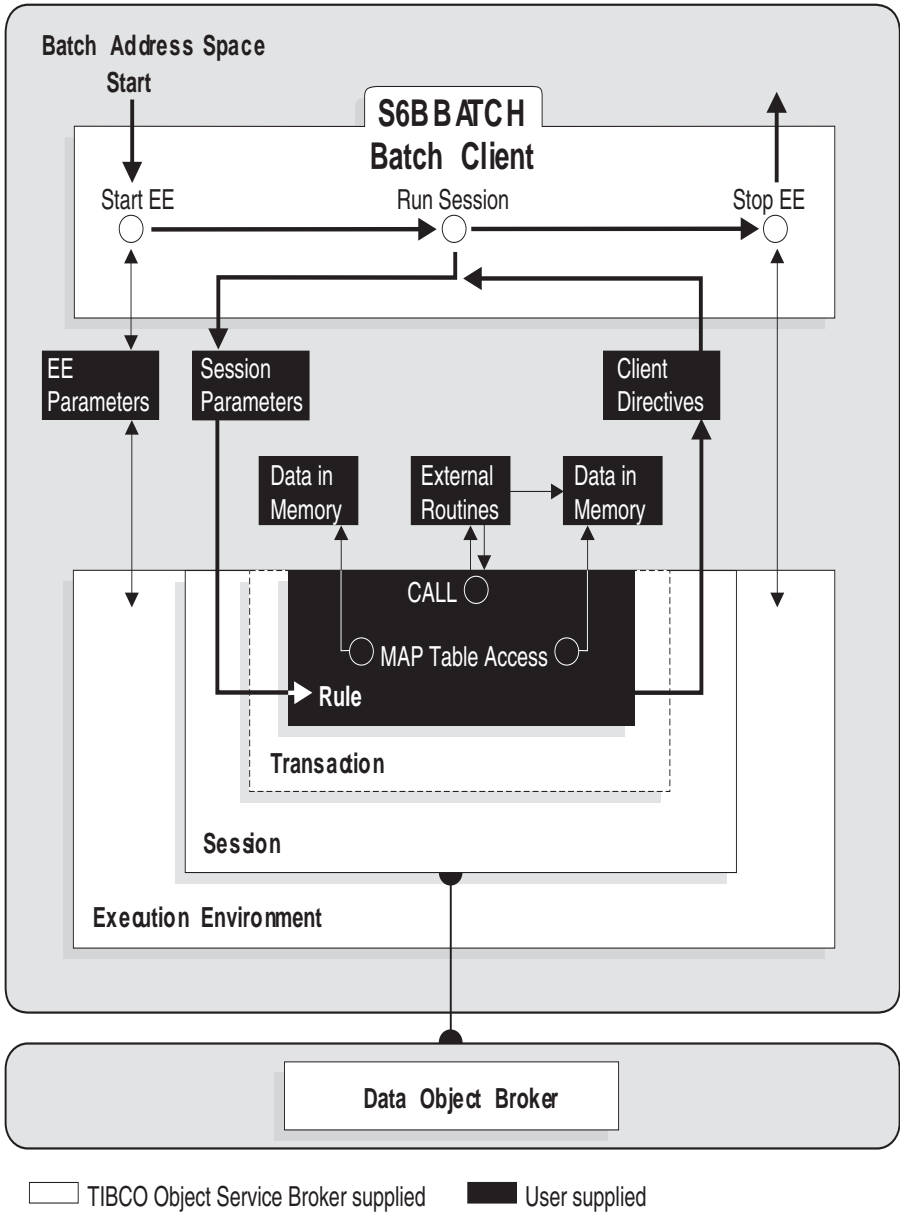 Batch Address Space
Start
S6BBATCH
Batch Client
Start EE
Run Session
Stop EE
EE
Parameters
Session
Parameters
Client
Directives
Data in
Memory
External
Routines
Data in
Memory
CALL
MAP Table Access
Rule
Transaction
Session
Execution Environment
Data Object Broker
TIBCO Object Service Broker supplied
User supplied